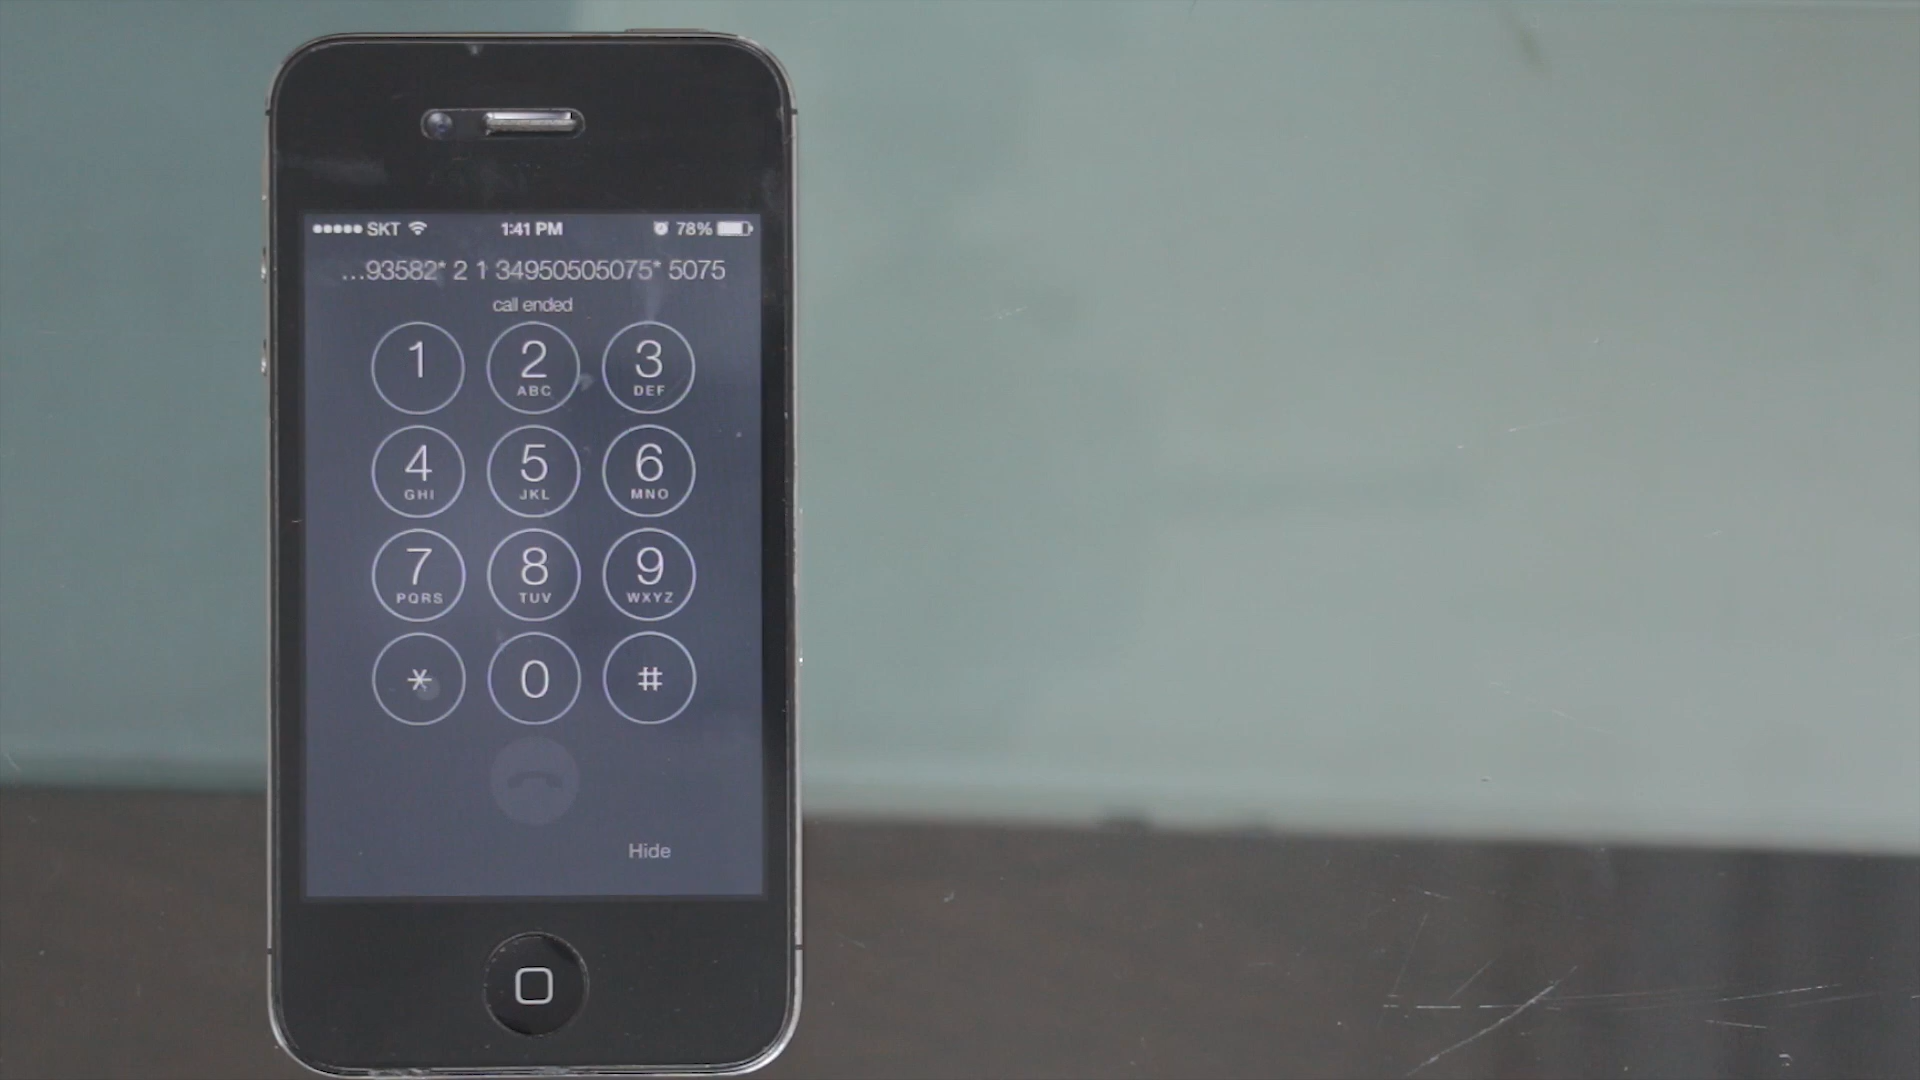 SKT 1:41 PM 78%
...93582* 2 1 34950505075* 5075
call ended
1 2 3
ABC DEF
4 5 6
GHI JKL MNO
7 8 9
PQRS TUV WXYZ
* 0 #
Hide